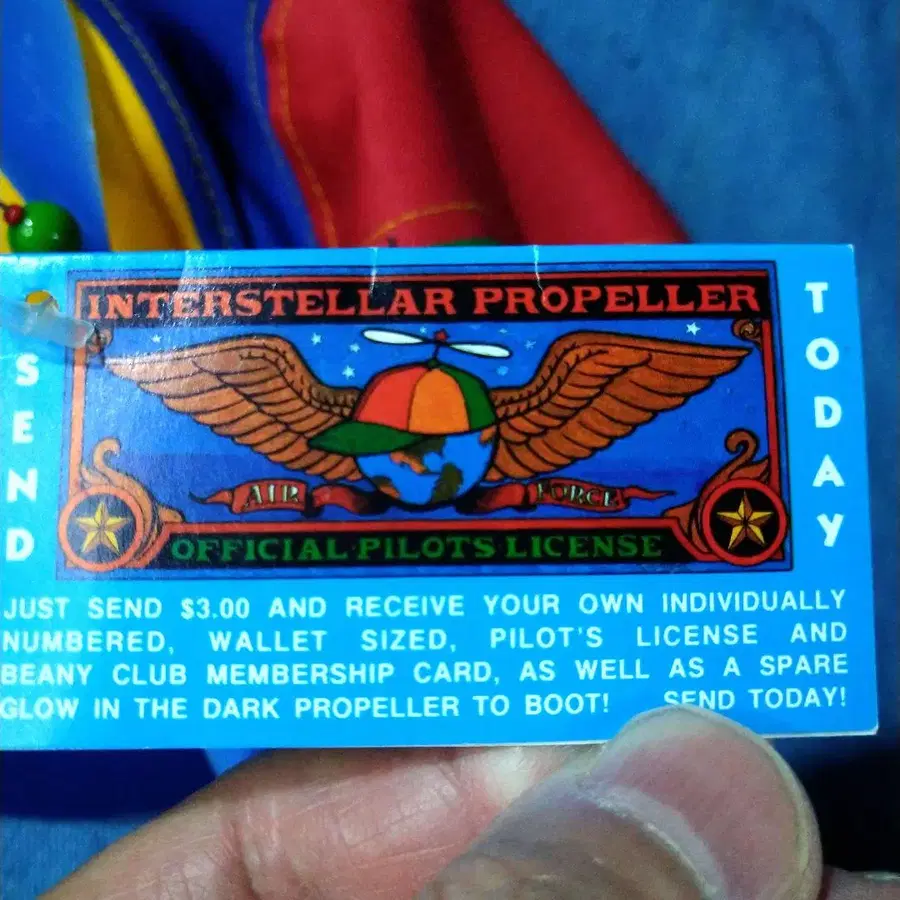 INTERSTELLAR PROPELLER
SEND
TODAY
AIR FORCE
OFFICIAL·PILOTS·LICENSE
JUST SEND $3.00 AND RECEIVE YOUR OWN INDIVIDUALLY
NUMBERED, WALLET SIZED, PILOT'S LICENSE AND
BEANY CLUB MEMBERSHIP CARD, AS WELL AS A SPARE
GLOW IN THE DARK PROPELLER TO BOOT! SEND TODAY!